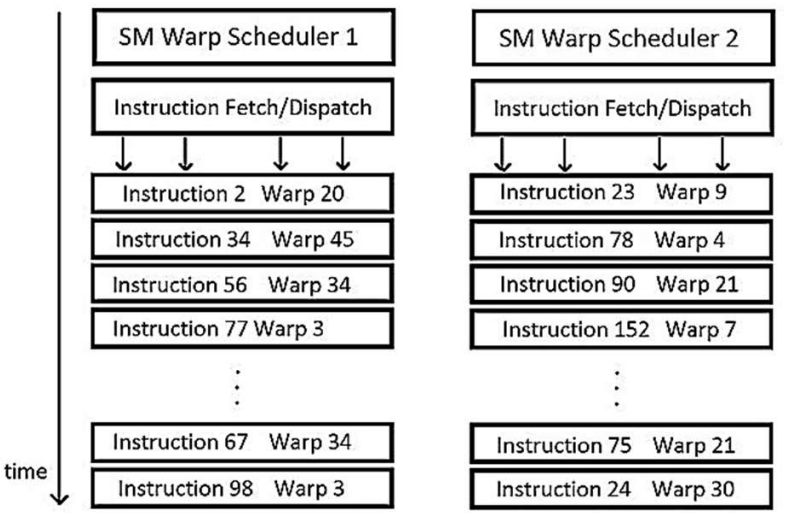 SM Warp Scheduler 1
Instruction Fetch/Dispatch
Instruction 2 Warp 20
Instruction 34 Warp 45
Instruction 56 Warp 34
Instruction 77 Warp 3
Instruction 67 Warp 34
Instruction 98 Warp 3
SM Warp Scheduler 2
Instruction Fetch/Dispatch
Instruction 23 Warp 9
Instruction 78 Warp 4
Instruction 90 Warp 21
Instruction 152 Warp 7
Instruction 75 Warp 21
Instruction 24 Warp 30
time